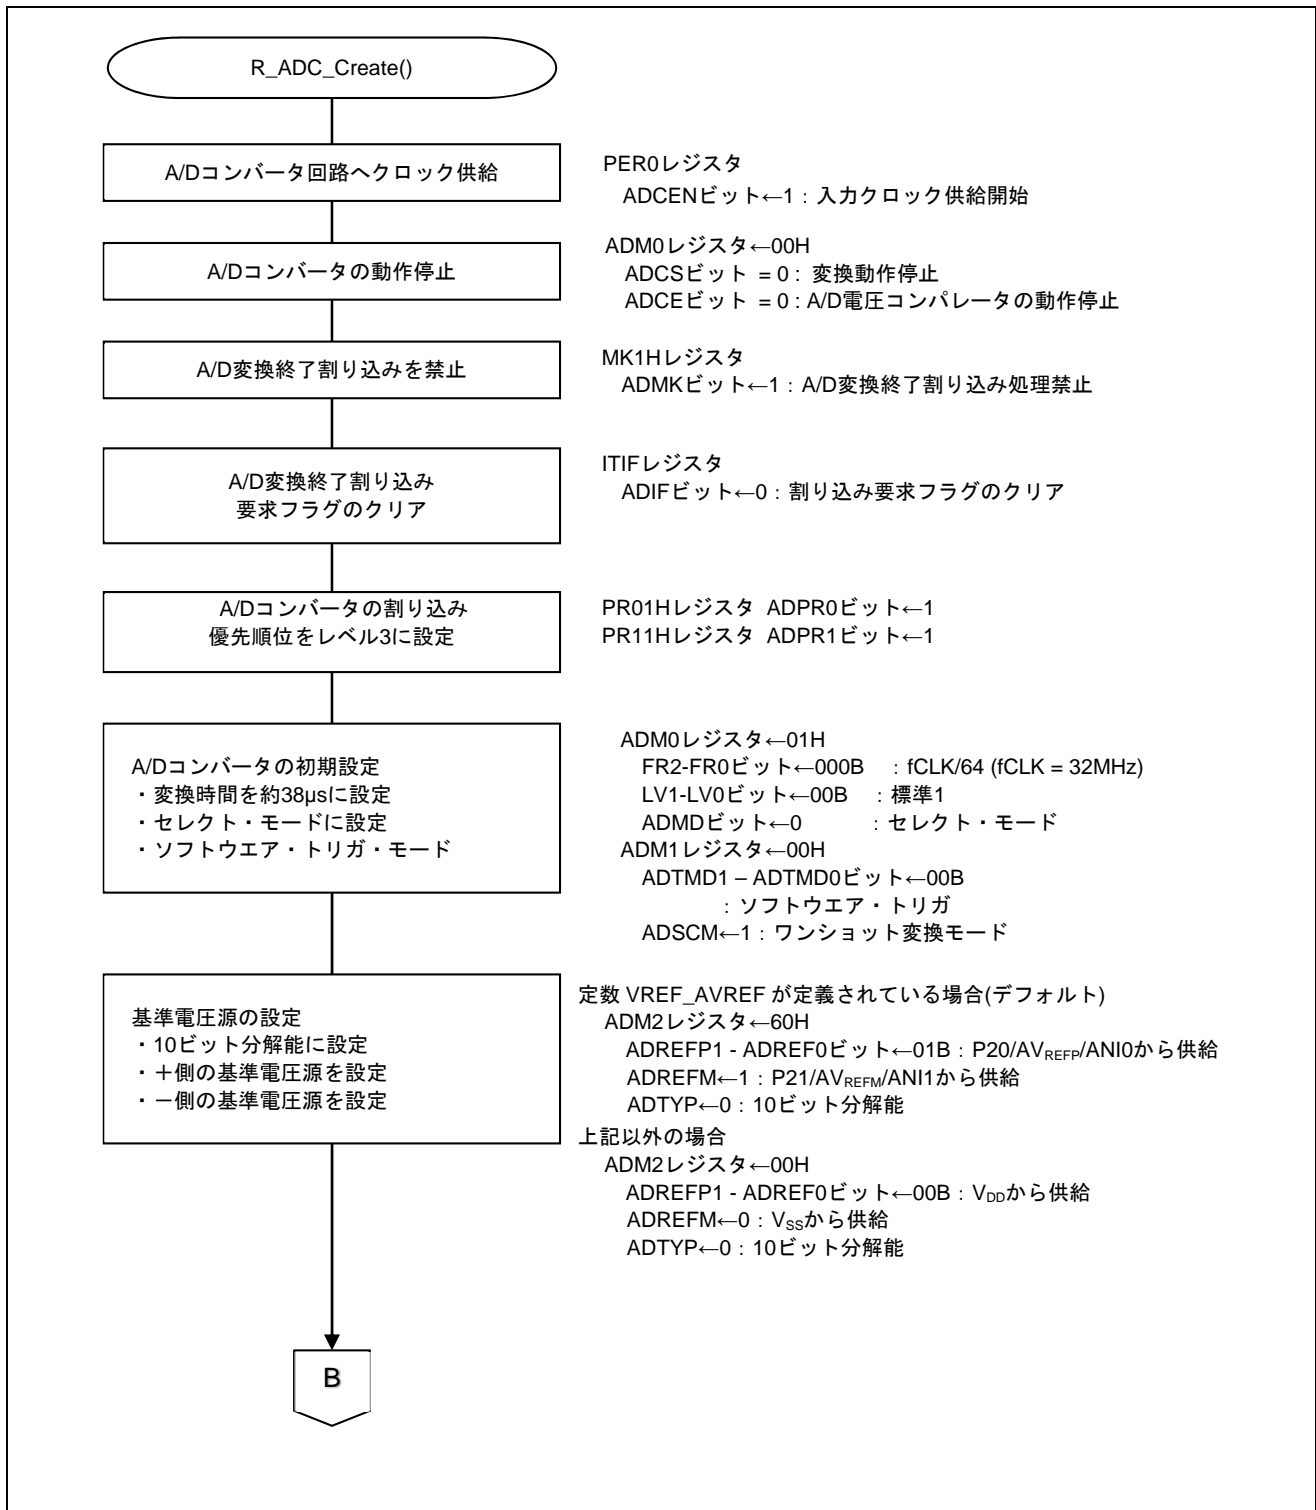 R_ADC_Create()
A/Dコンバータ回路へクロック供給
PER0レジスタ
ADCENビット←1：入力クロック供給開始
A/Dコンバータの動作停止
ADM0レジスタ←00H
ADCSビット = 0 : 変換動作停止
ADCEビット = 0 : A/D電圧コンパレータの動作停止
A/D変換終了割り込みを禁止
MK1Hレジスタ
ADMKビット←1：A/D変換終了割り込み処理禁止
A/D変換終了割り込み
要求フラグのクリア
ITIFレジスタ
ADIFビット←0：割り込み要求フラグのクリア
A/Dコンバータの割り込み
優先順位をレベル3に設定
PR01Hレジスタ ADPR0ビット←1
PR11Hレジスタ ADPR1ビット←1
A/Dコンバータの初期設定
・変換時間を約38μsに設定
・セレクト・モードに設定
・ソフトウエア・トリガ・モード
ADM0レジスタ←01H
FR2-FR0ビット←000B ：fCLK/64 (fCLK = 32MHz)
LV1-LV0ビット←00B ：標準1
ADMDビット←0 ：セレクト・モード
ADM1レジスタ←00H
ADTMD1 – ADTMD0ビット←00B
：ソフトウエア・トリガ
ADSCM←1：ワンショット変換モード
基準電圧源の設定
・10ビット分解能に設定
・＋側の基準電圧源を設定
・－側の基準電圧源を設定
定数 VREF_AVREF が定義されている場合(デフォルト)
ADM2レジスタ←60H
ADREFP1 - ADREF0ビット←01B：P20/AVREFP/ANI0から供給
ADREFM←1：P21/AVREFM/ANI1から供給
ADTYP←0：10ビット分解能
上記以外の場合
ADM2レジスタ←00H
ADREFP1 - ADREF0ビット←00B：VDDから供給
ADREFM←0：VSSから供給
ADTYP←0：10ビット分解能
B